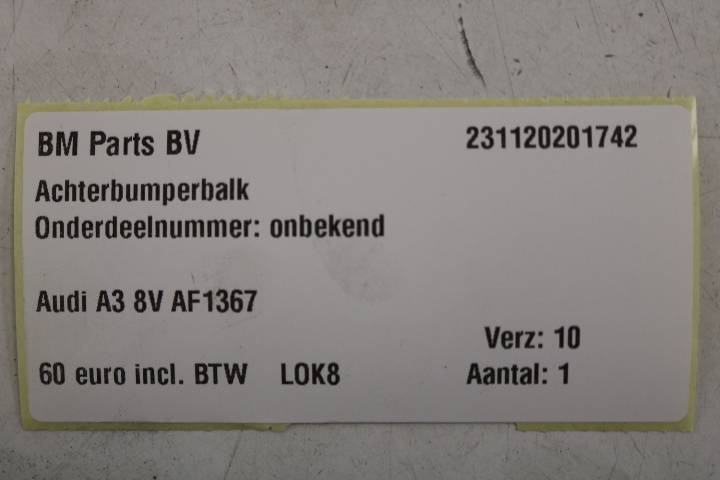 BM Parts BV 231120201742
Achterbumperbalk
Onderdeelnummer: onbekend
Audi A3 8V AF1367
Verz: 10
60 euro incl. BTW LOK8 Aantal: 1